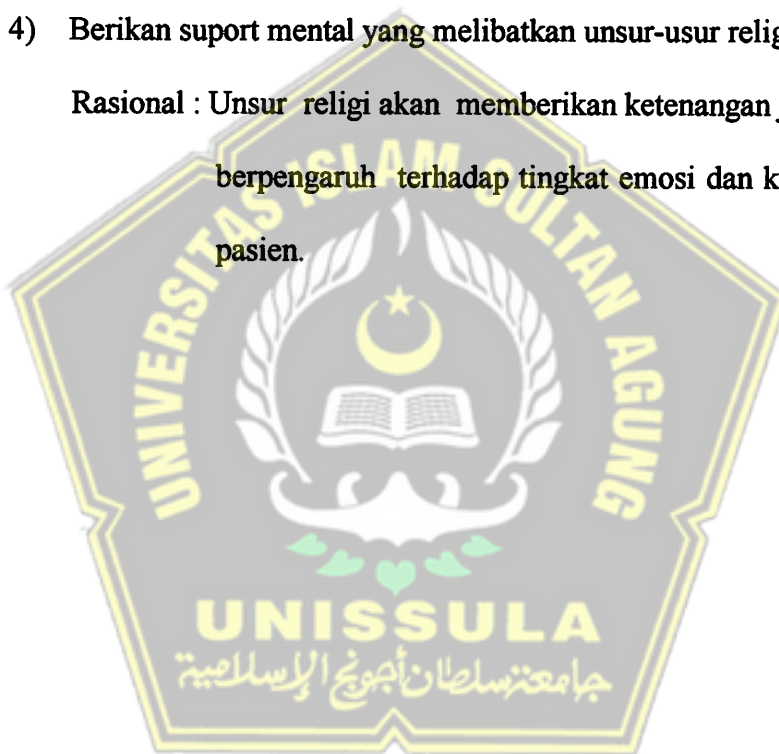 4) Berikan suport mental yang melibatkan unsur-usur relig
Rasional : Unsur religi akan memberikan ketenangan
berpengaruh terhadap tingkat emosi dan k
pasien.
UNIVERSITAS ISLAM SULTAN AGUNG
UNISSULA
جامعة سلطان أجونج الإسلامية